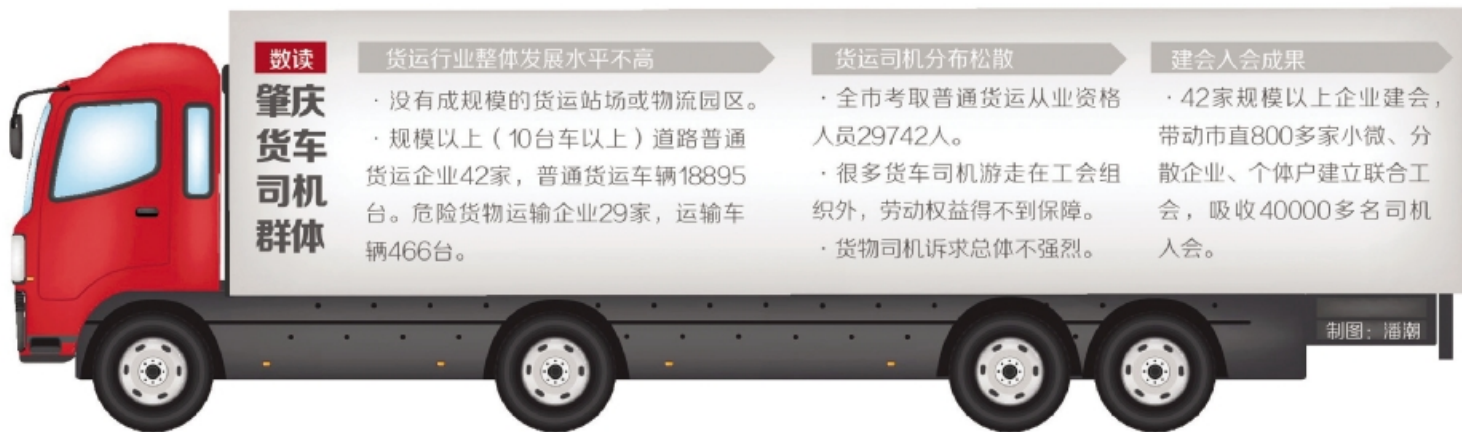 数读
肇庆
货车
司机
群体
货运行业整体发展水平不高
·没有成规模的货运站场或物流园区。
·规模以上（10台车以上）道路普通
货运企业42家，普通货运车辆18895
台。危险货物运输企业29家，运输车
辆466台。
货运司机分布松散
·全市考取普通货运从业资格
人员29742人。
·很多货车司机游走在工会组
织外，劳动权益得不到保障。
·货物司机诉求总体不强烈。
建会入会成果
·42家规模以上企业建会，
带动市直800多家小微、分
散企业、个体户建立联合工
会，吸收40000多名司机
入会。
制图：潘潮